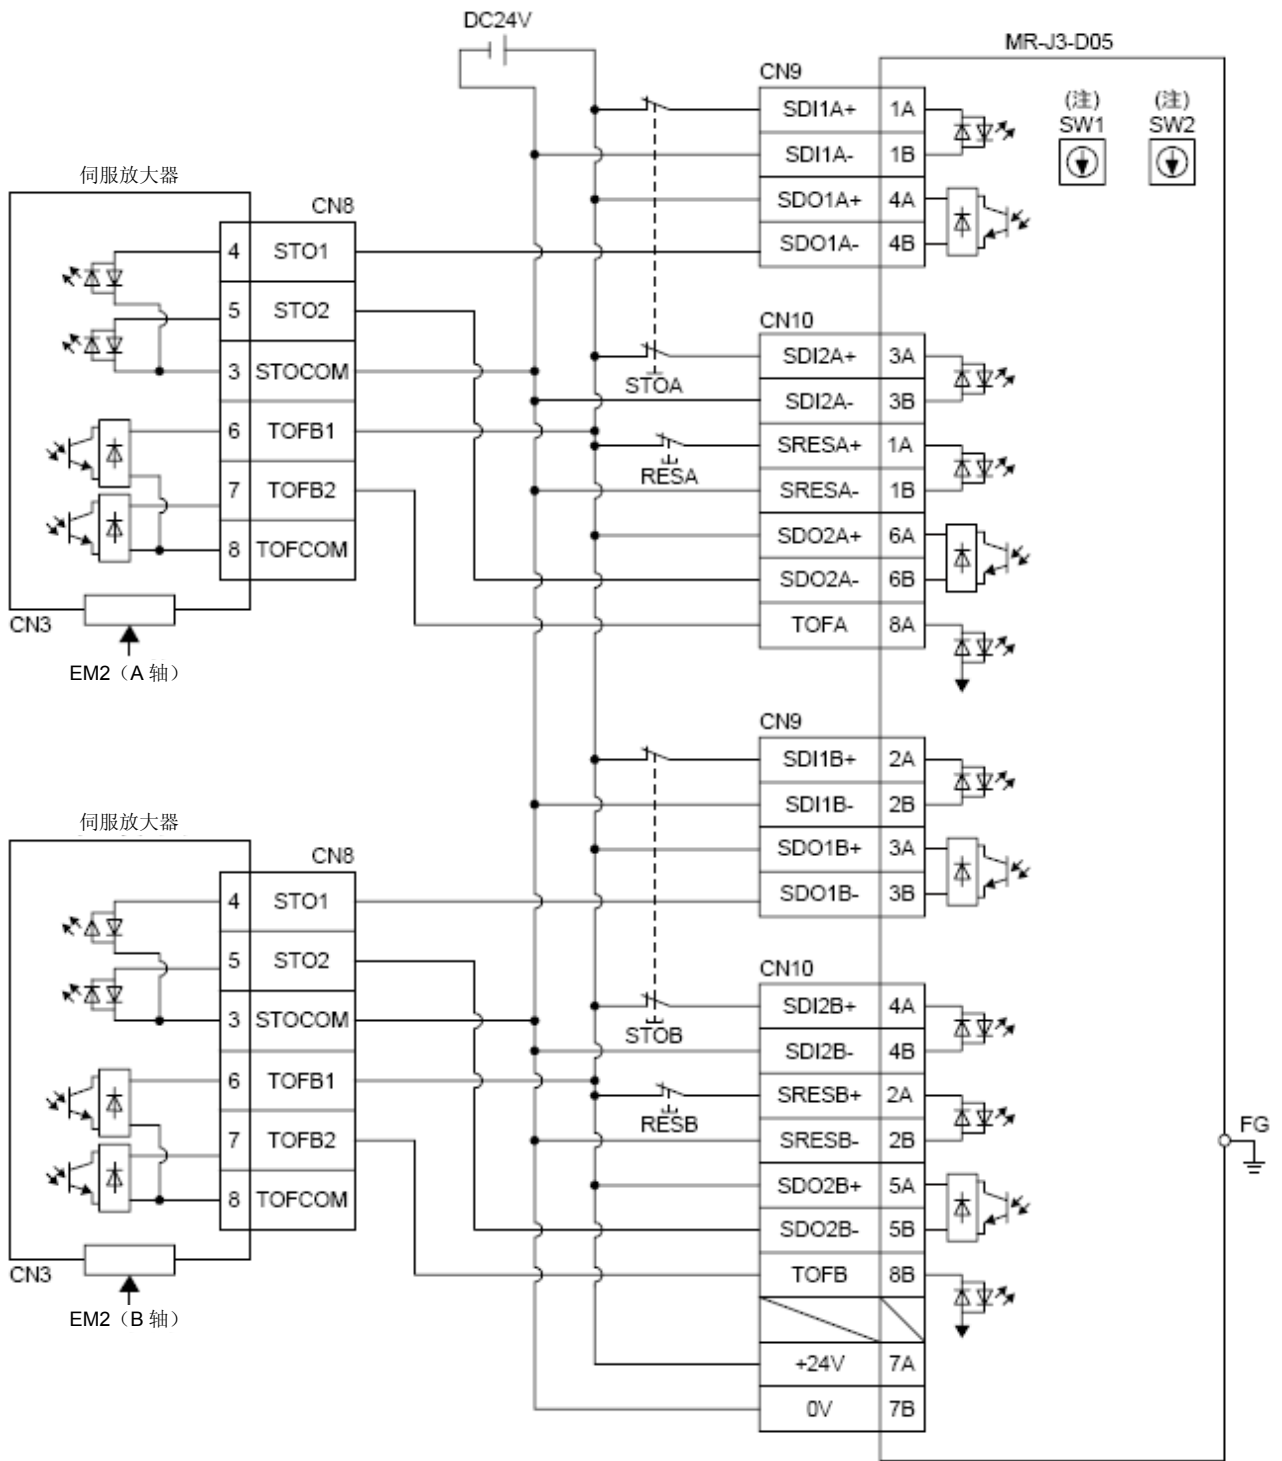 DC24V
MR-J3-D05
CN9
SDI1A+ 1A
SDI1A- 1B
SDO1A+ 4A
SDO1A- 4B
(注) (注)
SW1 SW2
伺服放大器
CN8
4 STO1
5 STO2
3 STOCOM
6 TOFB1
7 TOFB2
8 TOFCOM
CN3
EM2（A 轴）
CN10
SDI2A+ 3A
SDI2A- 3B
SRESA+ 1A
SRESA- 1B
SDO2A+ 6A
SDO2A- 6B
TOFA 8A
STOA
RESA
CN9
SDI1B+ 2A
SDI1B- 2B
SDO1B+ 3A
SDO1B- 3B
伺服放大器
CN8
4 STO1
5 STO2
3 STOCOM
6 TOFB1
7 TOFB2
8 TOFCOM
CN3
EM2（B 轴）
CN10
SDI2B+ 4A
SDI2B- 4B
SRESB+ 2A
SRESB- 2B
SDO2B+ 5A
SDO2B- 5B
TOFB 8B
+24V 7A
0V 7B
STOB
RESB
FG